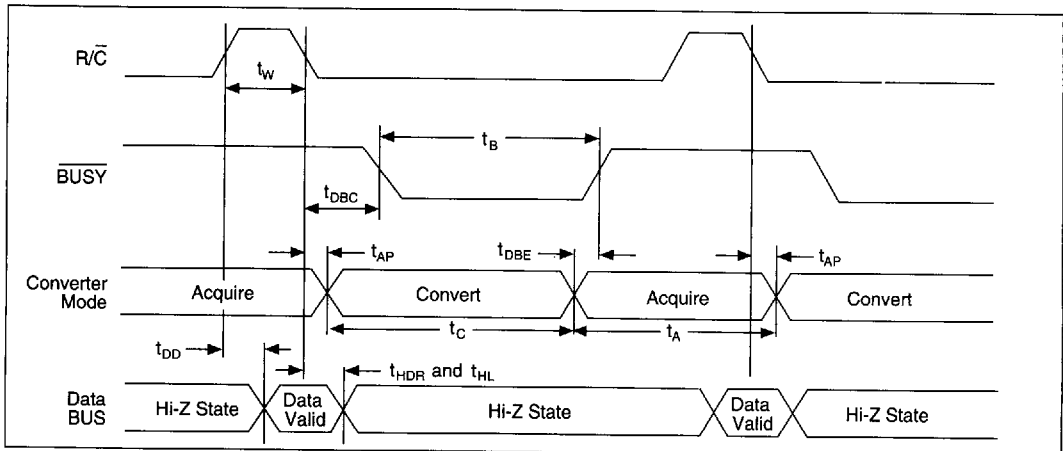 R/C̅
t_W
t_B
B̅U̅S̅Y̅
t_DBC
t_AP
t_DBE
t_AP
Converter Mode
Acquire
Convert
Acquire
Convert
t_C
t_A
t_DD
t_HDR and t_HL
Data BUS
Hi-Z State
Data Valid
Hi-Z State
Data Valid
Hi-Z State